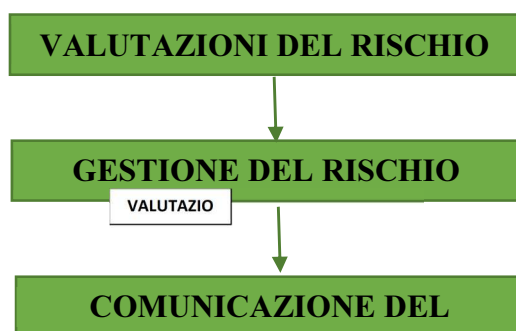 VALUTAZIONI DEL RISCHIO
GESTIONE DEL RISCHIO
VALUTAZIO
COMUNICAZIONE DEL